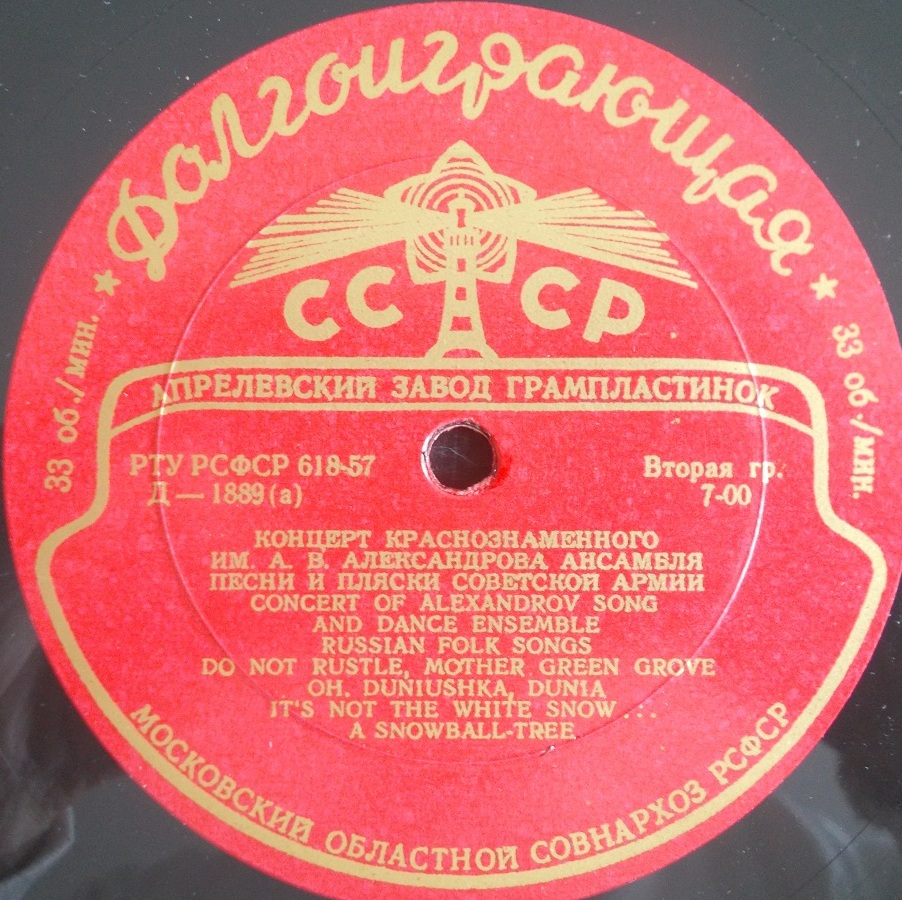 Долгоиграющая
СССР
33 об./мин.
33 об./мин.
АПРЕЛЕВСКИЙ ЗАВОД ГРАМПЛАСТИНОК
РТУ РСФСР 618-57
Д — 1889 (а)
Вторая гр.
7-00
КОНЦЕРТ КРАСНОЗНАМЕННОГО
ИМ. А. В. АЛЕКСАНДРОВА АНСАМБЛЯ
ПЕСНИ И ПЛЯСКИ СОВЕТСКОЙ АРМИИ
CONCERT OF ALEXANDROV SONG
AND DANCE ENSEMBLE
RUSSIAN FOLK SONGS
DO NOT RUSTLE, MOTHER GREEN GROVE
OH, DUNIUSHKA, DUNIA
IT'S NOT THE WHITE SNOW...
A SNOWBALL-TREE
МОСКОВСКИЙ ОБЛАСТНОЙ СОВНАРХОЗ РСФСР